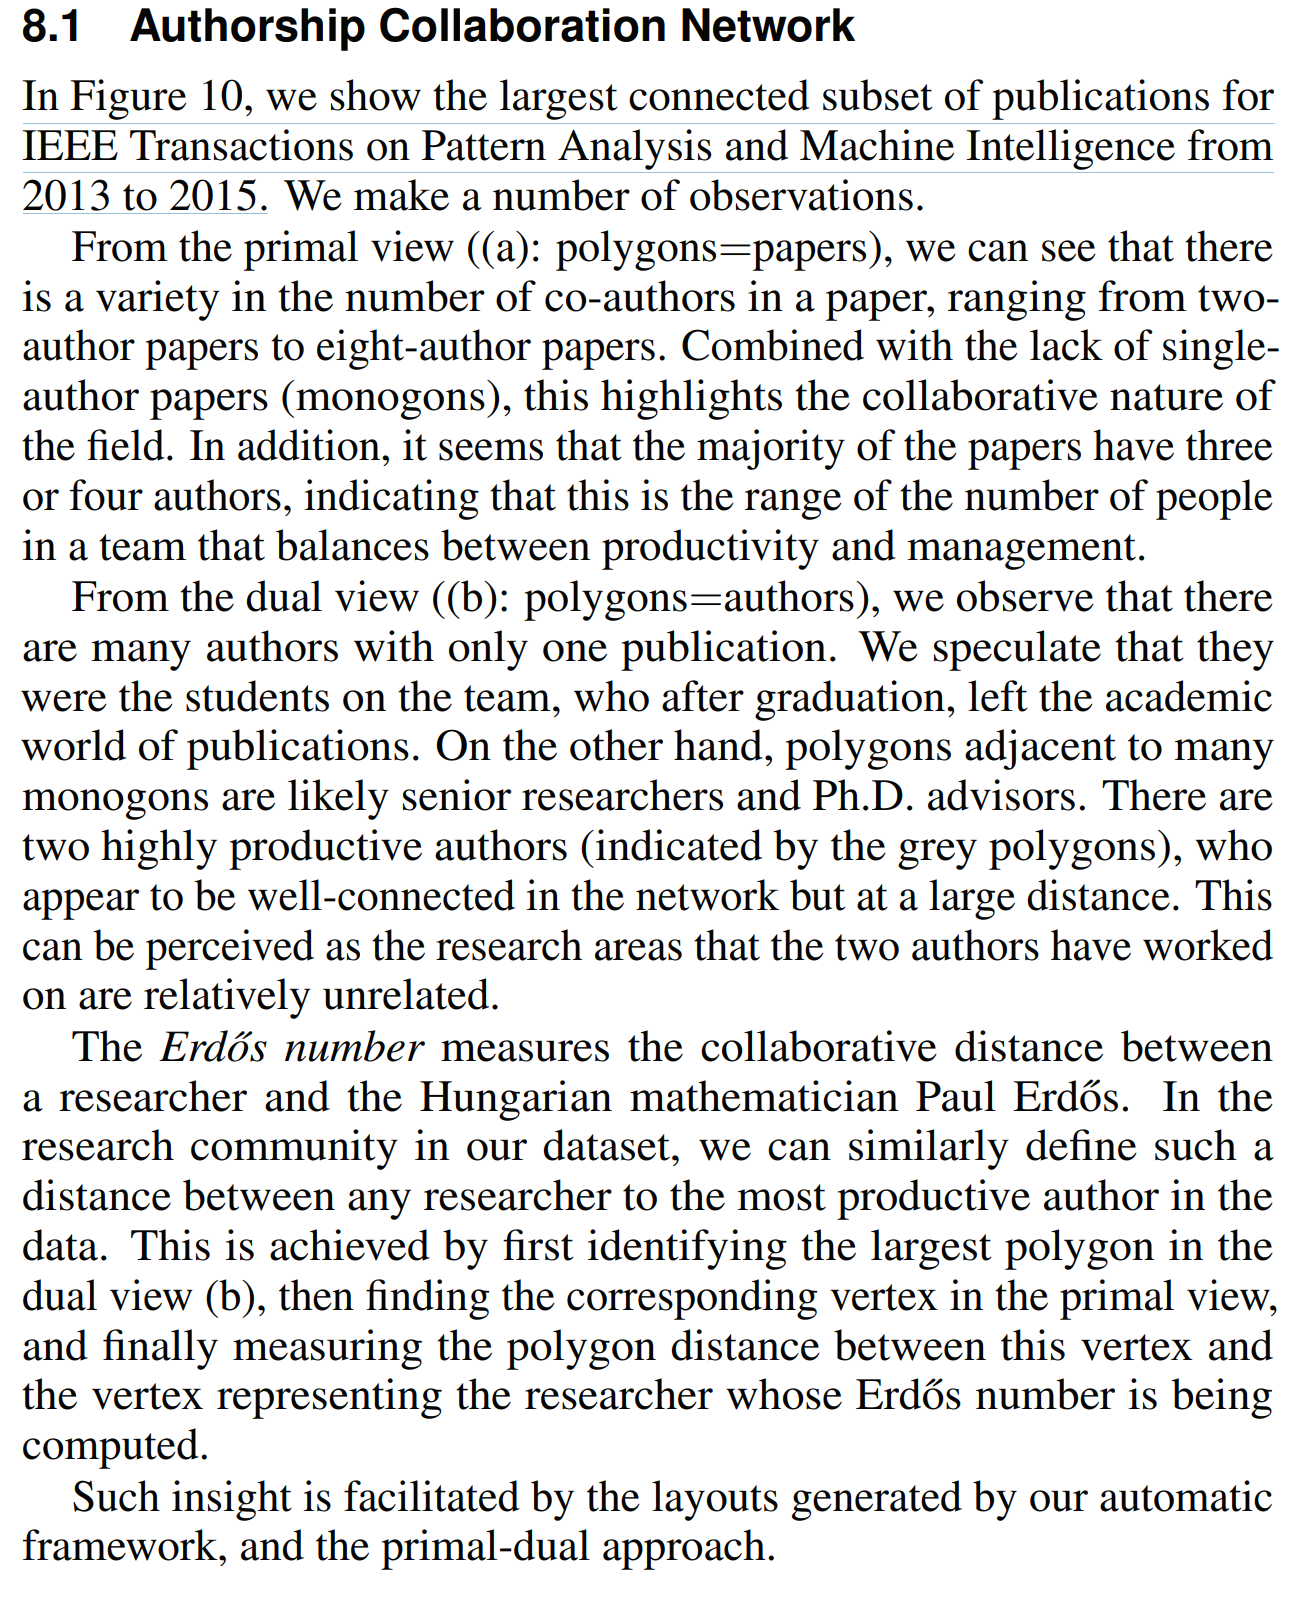 8.1 Authorship Collaboration Network
In Figure 10, we show the largest connected subset of publications for
IEEE Transactions on Pattern Analysis and Machine Intelligence from
2013 to 2015. We make a number of observations.
From the primal view ((a): polygons=papers), we can see that there
is a variety in the number of co-authors in a paper, ranging from two-
author papers to eight-author papers. Combined with the lack of single-
author papers (monogons), this highlights the collaborative nature of
the field. In addition, it seems that the majority of the papers have three
or four authors, indicating that this is the range of the number of people
in a team that balances between productivity and management.
From the dual view ((b): polygons=authors), we observe that there
are many authors with only one publication. We speculate that they
were the students on the team, who after graduation, left the academic
world of publications. On the other hand, polygons adjacent to many
monogons are likely senior researchers and Ph.D. advisors. There are
two highly productive authors (indicated by the grey polygons), who
appear to be well-connected in the network but at a large distance. This
can be perceived as the research areas that the two authors have worked
on are relatively unrelated.
The Erdős number measures the collaborative distance between
a researcher and the Hungarian mathematician Paul Erdős. In the
research community in our dataset, we can similarly define such a
distance between any researcher to the most productive author in the
data. This is achieved by first identifying the largest polygon in the
dual view (b), then finding the corresponding vertex in the primal view,
and finally measuring the polygon distance between this vertex and
the vertex representing the researcher whose Erdős number is being
computed.
Such insight is facilitated by the layouts generated by our automatic
framework, and the primal-dual approach.